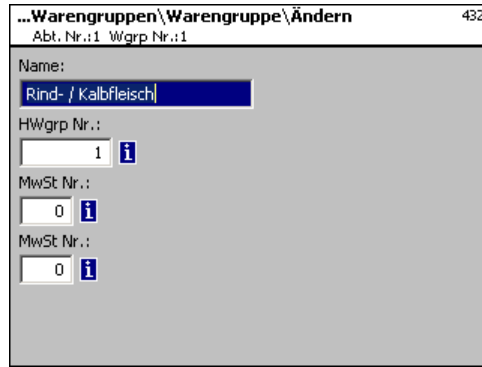 ...Warengruppen\Warengruppe\Ändern 432
Abt. Nr.:1 Wgrp Nr.:1
Name:
Rind- / Kalbfleisch
HWgrp Nr.:
1 i
MwSt Nr.:
0 i
MwSt Nr.:
0 i